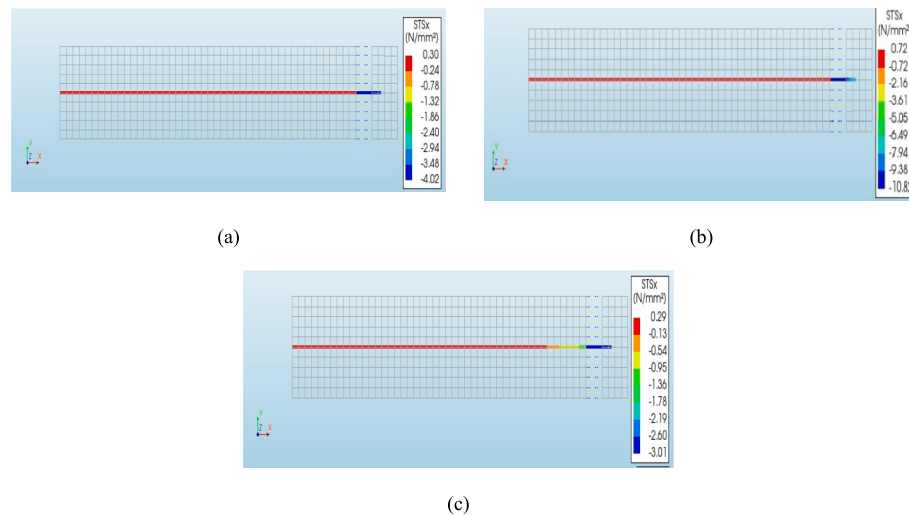 STSx
(N/mm²)
0.30
-0.24
-0.78
-1.32
-1.86
-2.40
-2.94
-3.48
-4.02
Y
Z X
(a)
STSx
(N/mm²)
0.72
-0.72
-2.16
-3.61
-5.05
-6.49
-7.94
-9.38
-10.82
Y
Z X
(b)
STSx
(N/mm²)
0.29
-0.13
-0.54
-0.95
-1.36
-1.78
-2.19
-2.60
-3.01
Y
Z X
(c)